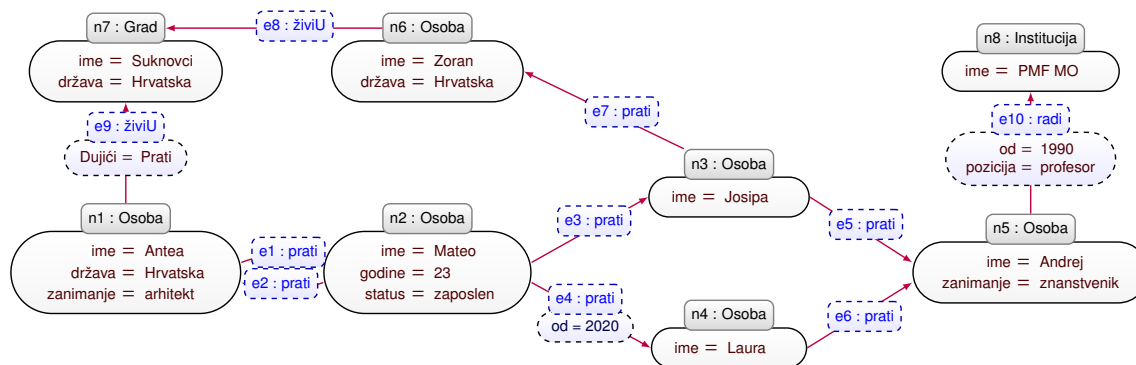 n7 : Grad
ime = Suknovci
država = Hrvatska
e8 : živiU
n6 : Osoba
ime = Zoran
država = Hrvatska
n8 : Institucija
ime = PMF MO
e9 : živiU
Dujići = Prati
e7 : prati
e10 : radi
od = 1990
pozicija = profesor
n3 : Osoba
ime = Josipa
n1 : Osoba
ime = Antea
država = Hrvatska
zanimanje = arhitekt
e1 : prati
e2 : prati
n2 : Osoba
ime = Mateo
godine = 23
status = zaposlen
e3 : prati
e4 : prati
od = 2020
e5 : prati
n5 : Osoba
ime = Andrej
zanimanje = znanstvenik
n4 : Osoba
ime = Laura
e6 : prati